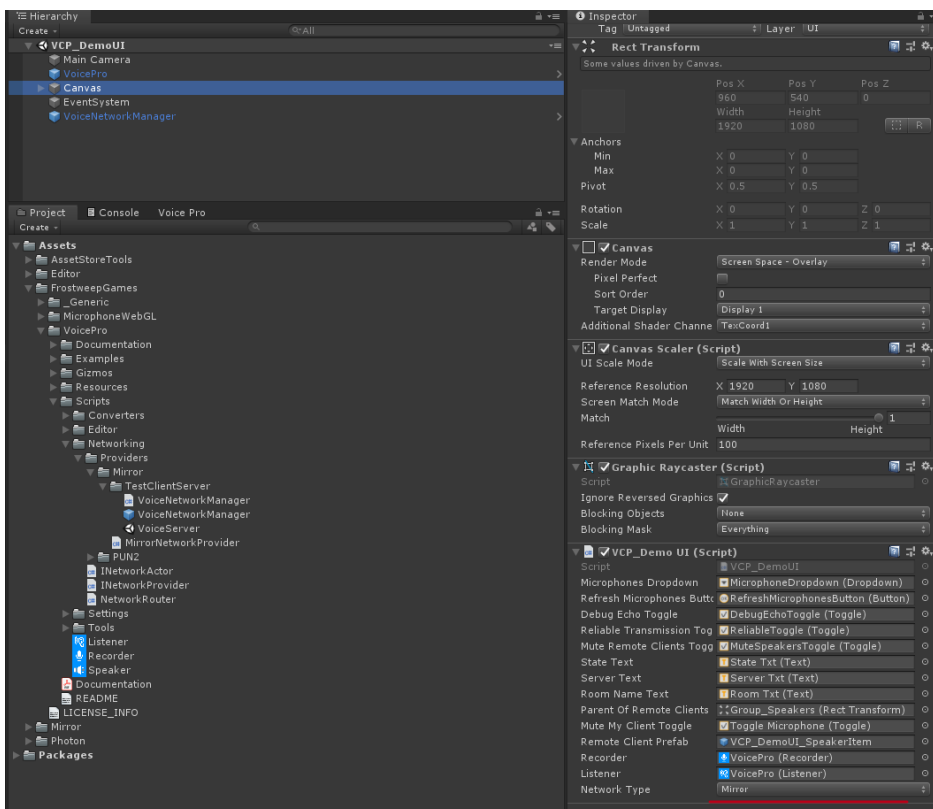 Hierarchy
Create
All
VCP_DemoUI
Main Camera
VoicePro
Canvas
EventSystem
VoiceNetworkManager
Project Console Voice Pro
Create
Assets
AssetStoreTools
Editor
FrostweepGames
_Generic
MicrophoneWebGL
VoicePro
Documentation
Examples
Gizmos
Resources
Scripts
Converters
Editor
Networking
Providers
Mirror
TestClientServer
VoiceNetworkManager
VoiceNetworkManager
VoiceServer
MirrorNetworkProvider
PUN2
INetworkActor
INetworkProvider
NetworkRouter
Settings
Tools
Listener
Recorder
Speaker
Documentation
README
LICENSE_INFO
Mirror
Photon
Packages
Inspector
Tag Untagged Layer UI
Rect Transform
Some values driven by Canvas.
Pos X Pos Y Pos Z
960 540 0
Width Height
1920 1080 R
Anchors
Min X 0 Y 0
Max X 0 Y 0
Pivot X 0.5 Y 0.5
Rotation X 0 Y 0 Z 0
Scale X 1 Y 1 Z 1
Canvas
Render Mode Screen Space - Overlay
Pixel Perfect
Sort Order 0
Target Display Display 1
Additional Shader Channe TexCoord1
Canvas Scaler (Script)
UI Scale Mode Scale With Screen Size
Reference Resolution X 1920 Y 1080
Screen Match Mode Match Width Or Height
Match 1
Width Height
Reference Pixels Per Unit 100
Graphic Raycaster (Script)
Script GraphicRaycaster
Ignore Reversed Graphics
Blocking Objects None
Blocking Mask Everything
VCP_Demo UI (Script)
Script VCP_DemoUI
Microphones Dropdown MicrophoneDropdown (Dropdown)
Refresh Microphones Butto RefreshMicrophonesButton (Button)
Debug Echo Toggle DebugEchoToggle (Toggle)
Reliable Transmission Tog ReliableToggle (Toggle)
Mute Remote Clients Togg MuteSpeakersToggle (Toggle)
State Text State Txt (Text)
Server Text Server Txt (Text)
Room Name Text Room Txt (Text)
Parent Of Remote Clients Group_Speakers (Rect Transform)
Mute My Client Toggle Toggle Microphone (Toggle)
Remote Client Prefab VCP_DemoUI_SpeakerItem
Recorder VoicePro (Recorder)
Listener VoicePro (Listener)
Network Type Mirror